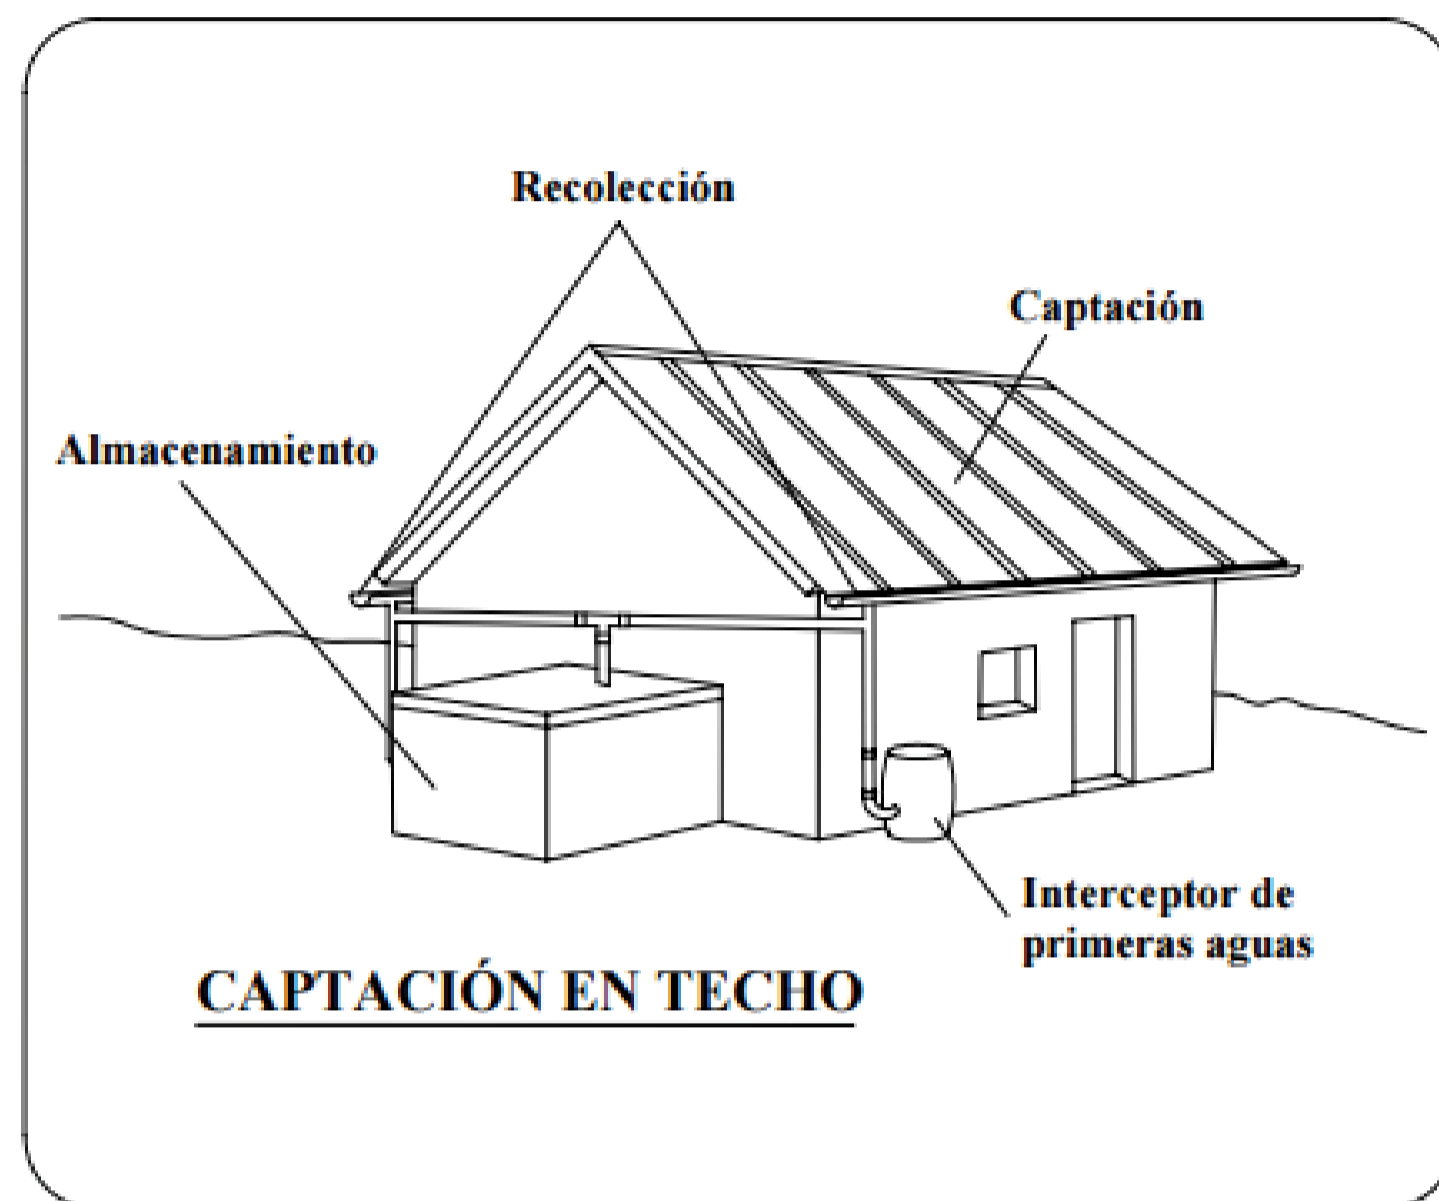 Recolección
Captación
Almacenamiento
Interceptor de
primeras aguas
CAPTACIÓN EN TECHO